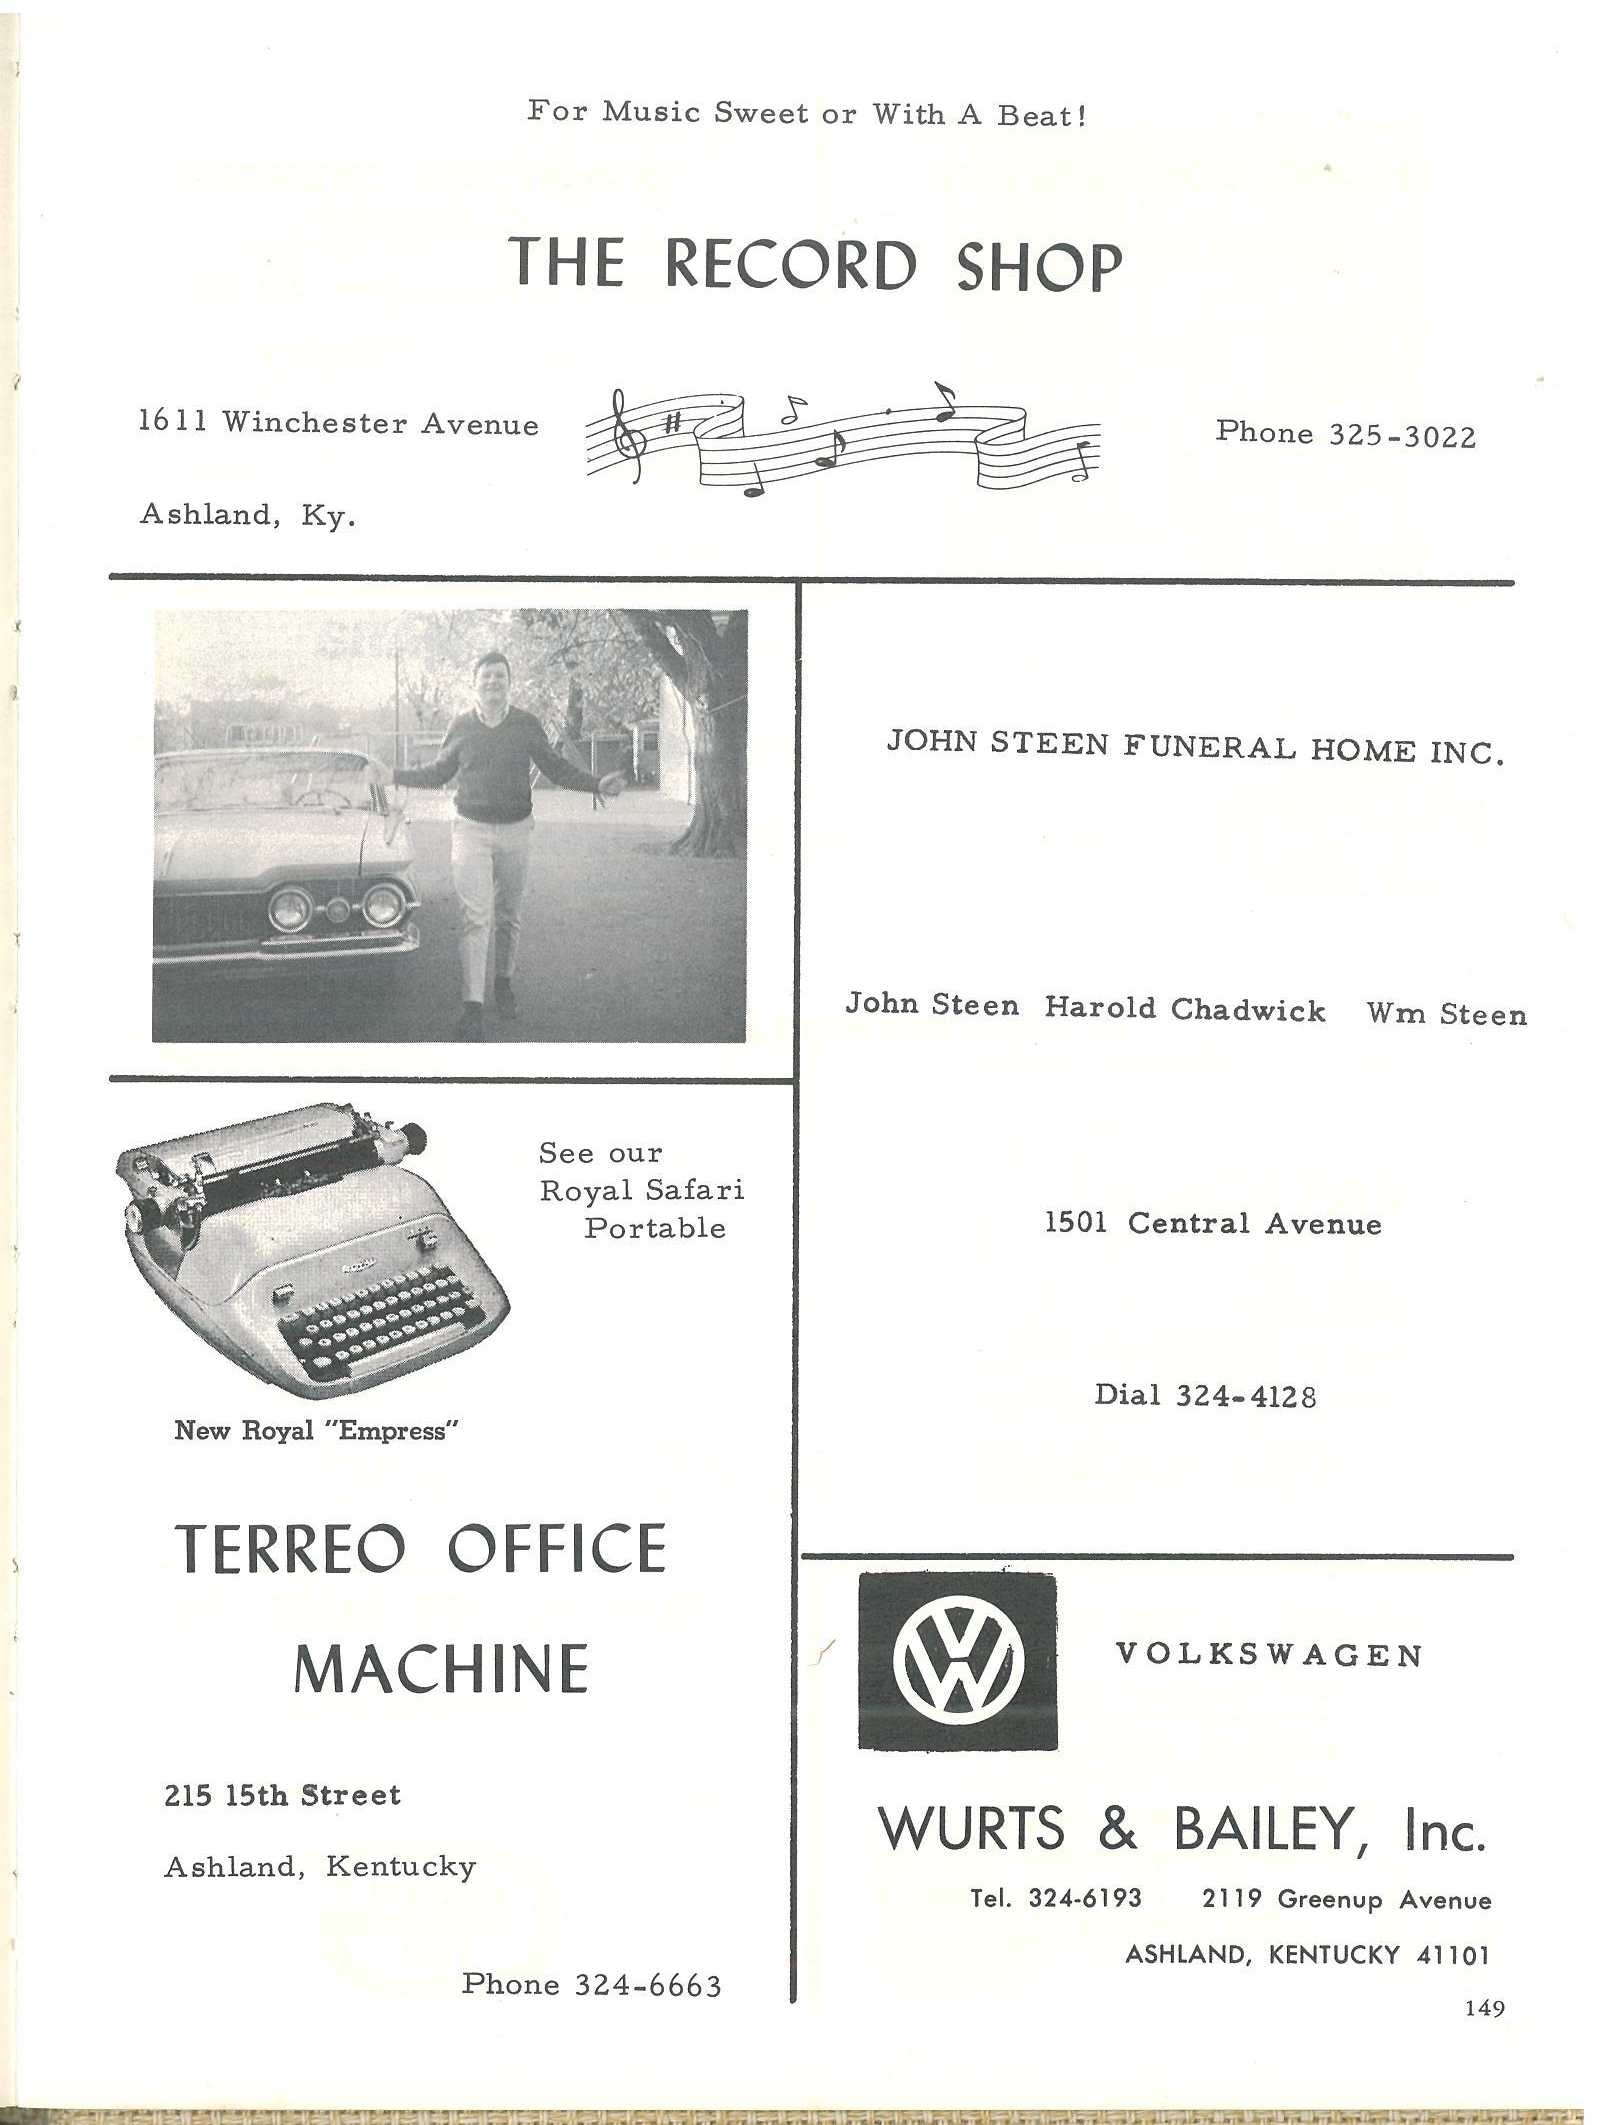 For Music Sweet or With A Beat!
THE RECORD SHOP
1611 Winchester Avenue
Phone 325-3022
Ashland, Ky.
JOHN STEEN FUNERAL HOME INC.
John Steen Harold Chadwick Wm Steen
1501 Central Avenue
Dial 324-4128
See our
Royal Safari
Portable
New Royal "Empress"
TERREO OFFICE
MACHINE
215 15th Street
Ashland, Kentucky
Phone 324-6663
VOLKSWAGEN
WURTS & BAILEY, Inc.
Tel. 324-6193 2119 Greenup Avenue
ASHLAND, KENTUCKY 41101
149